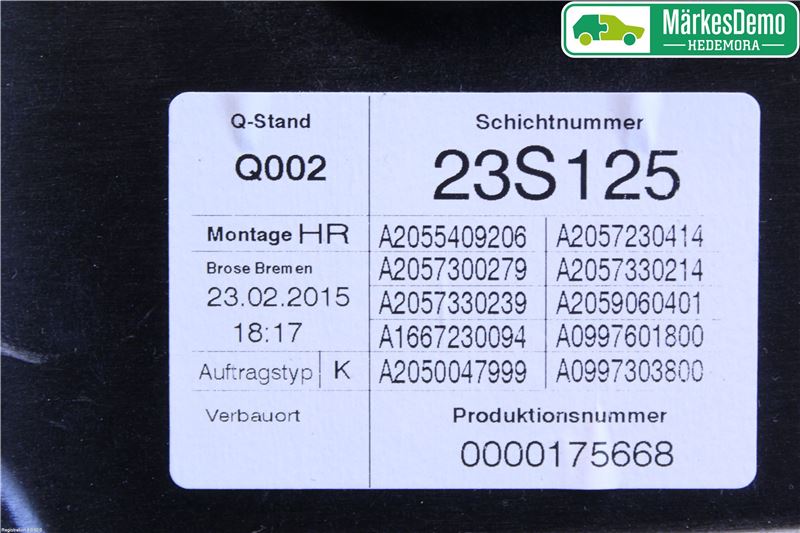 MärkesDemo
HEDEMORA
Q-Stand
Q002
Schichtnummer
23S125
Montage HR
Brose Bremen
23.02.2015
18:17
Auftragstyp K
Verbauort
A2055409206 A2057230414
A2057300279 A2057330214
A2057330239 A2059060401
A1667230094 A0997601800
A2050047999 A0997303800
Produktionsnummer
0000175668